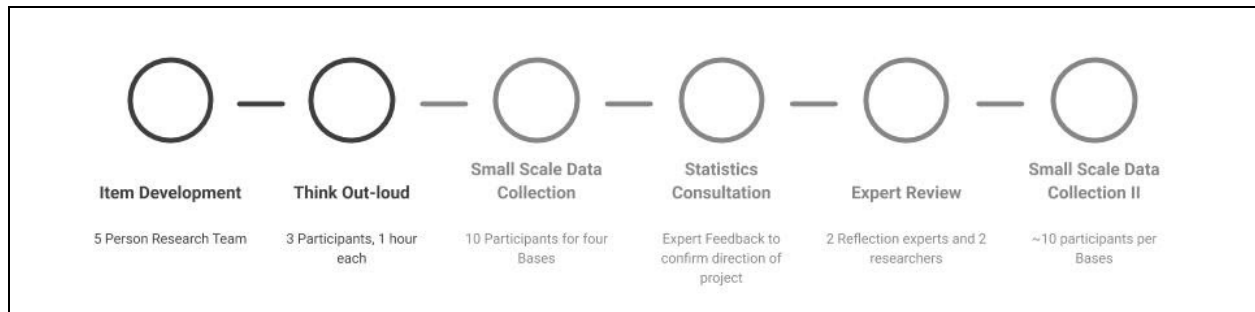 Item Development
5 Person Research Team
Think Out-loud
3 Participants, 1 hour
each
Small Scale Data
Collection
10 Participants for four
Bases
Statistics
Consultation
Expert Feedback to
confirm direction of
project
Expert Review
2 Reflection experts and 2
researchers
Small Scale Data
Collection II
~10 participants per
Bases